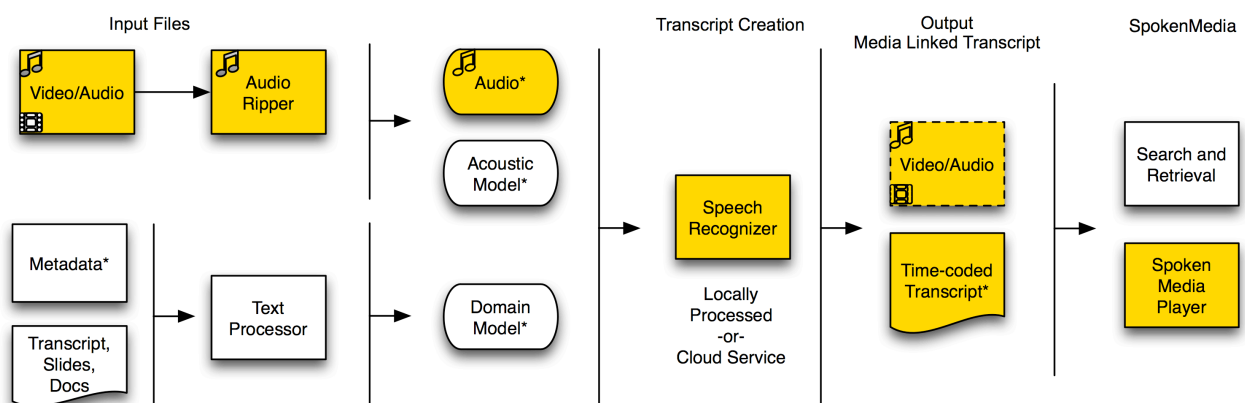 Input Files
Transcript Creation
Output
Media Linked Transcript
SpokenMedia
Video/Audio
Audio
Ripper
Audio*
Acoustic
Model*
Metadata*
Transcript,
Slides,
Docs
Text
Processor
Domain
Model*
Speech
Recognizer
Locally
Processed
-or-
Cloud Service
Video/Audio
Time-coded
Transcript*
Search and
Retrieval
Spoken
Media
Player